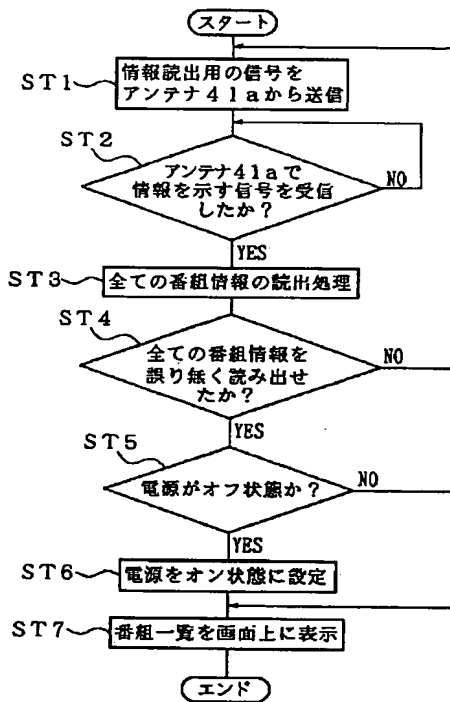 スタート
ST1
情報読出用の信号を
アンテナ41aから送信
ST2
アンテナ41aで
情報を示す信号を受信
したか?
NO
YES
ST3
全ての番組情報の読出処理
ST4
全ての番組情報を
誤り無く読み出せ
たか?
NO
YES
ST5
電源がオフ状態か?
NO
YES
ST6
電源をオン状態に設定
ST7
番組一覧を画面上に表示
エンド